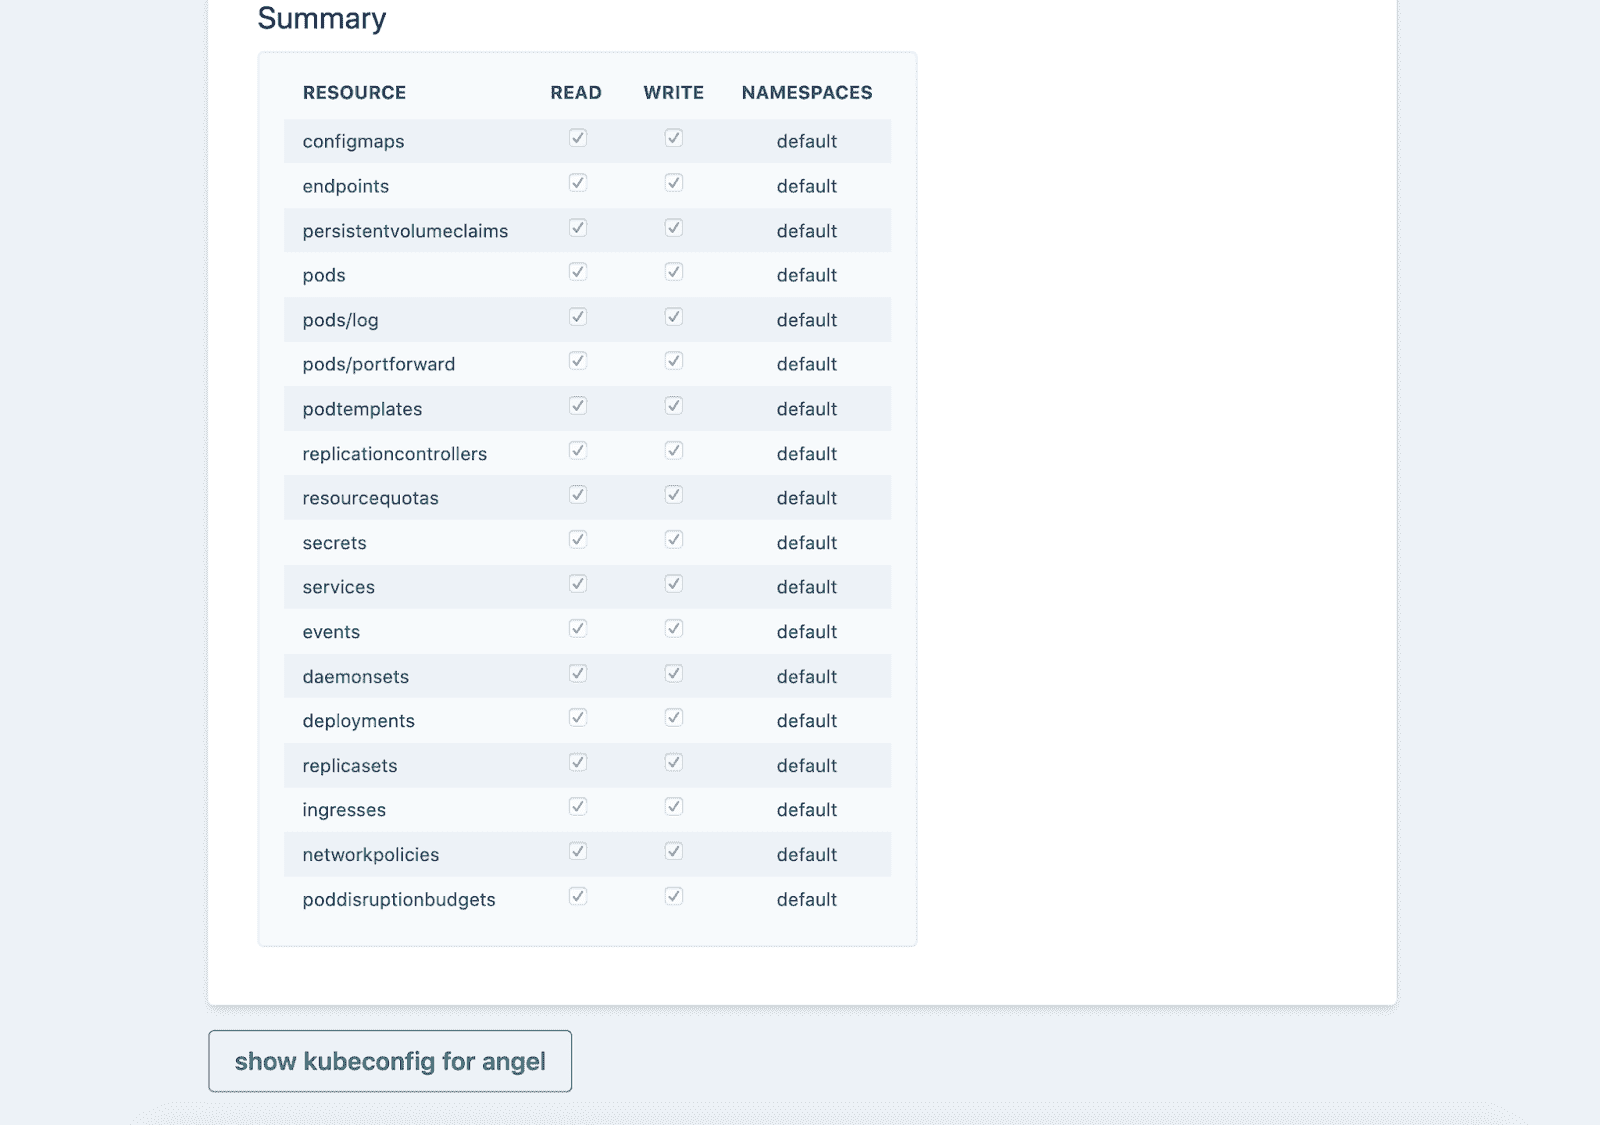 Summary
RESOURCE READ WRITE NAMESPACES
configmaps default
endpoints default
persistentvolumeclaims default
pods default
pods/log default
pods/portforward default
podtemplates default
replicationcontrollers default
resourcequotas default
secrets default
services default
events default
daemonsets default
deployments default
replicasets default
ingresses default
networkpolicies default
poddisruptionbudgets default
show kubeconfig for angel